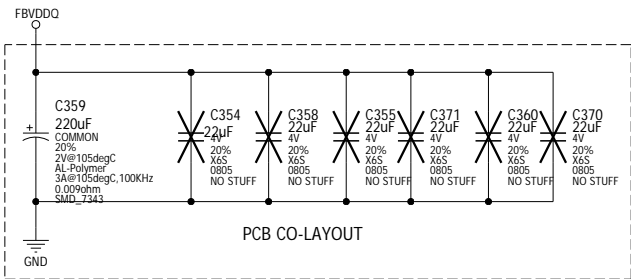 FBVDDQ
C359
220uF
COMMON
20%
2V@105degC
AL-Polymer
3A@105degC,100KHz
0.009ohm
SMD_7343
+
C354
22uF
4V
20%
X6S
0805
NO STUFF
C358
22uF
4V
20%
X6S
0805
NO STUFF
C355
22uF
4V
20%
X6S
0805
NO STUFF
C371
22uF
4V
20%
X6S
0805
NO STUFF
C360
22uF
4V
20%
X6S
0805
NO STUFF
C370
22uF
4V
20%
X6S
0805
NO STUFF
PCB CO-LAYOUT
GND